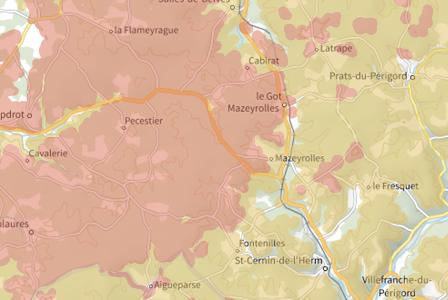 la Flameyrague
Latrape
Cabirat
Prats-du-Périgord
le Got
Mazeyrolles
Pecestier
Cavalerie
Mazeyrolles
le Fresquet
Fontenilles
St-Cernin-de-l'Herm
Aigueparse
Villefranche-du-
Périgord